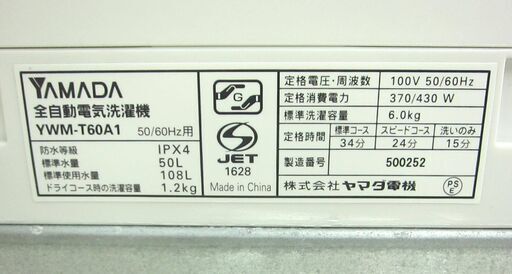 YAMADA
全自動電気洗濯機
YWM-T60A1 50/60Hz用
防水等級 IPX4
標準水量 50L
標準使用水量 108L
ドライコース時の洗濯容量 1.2kg
G
S
JET
1628
Made in China
定格電圧・周波数 100V 50/60Hz
定格消費電力 370/430 W
標準洗濯容量 6.0kg
定格時間 標準コース スピードコース 洗いのみ
34分 24分 15分
製造番号 500252
株式会社 ヤマダ電機
PS
E